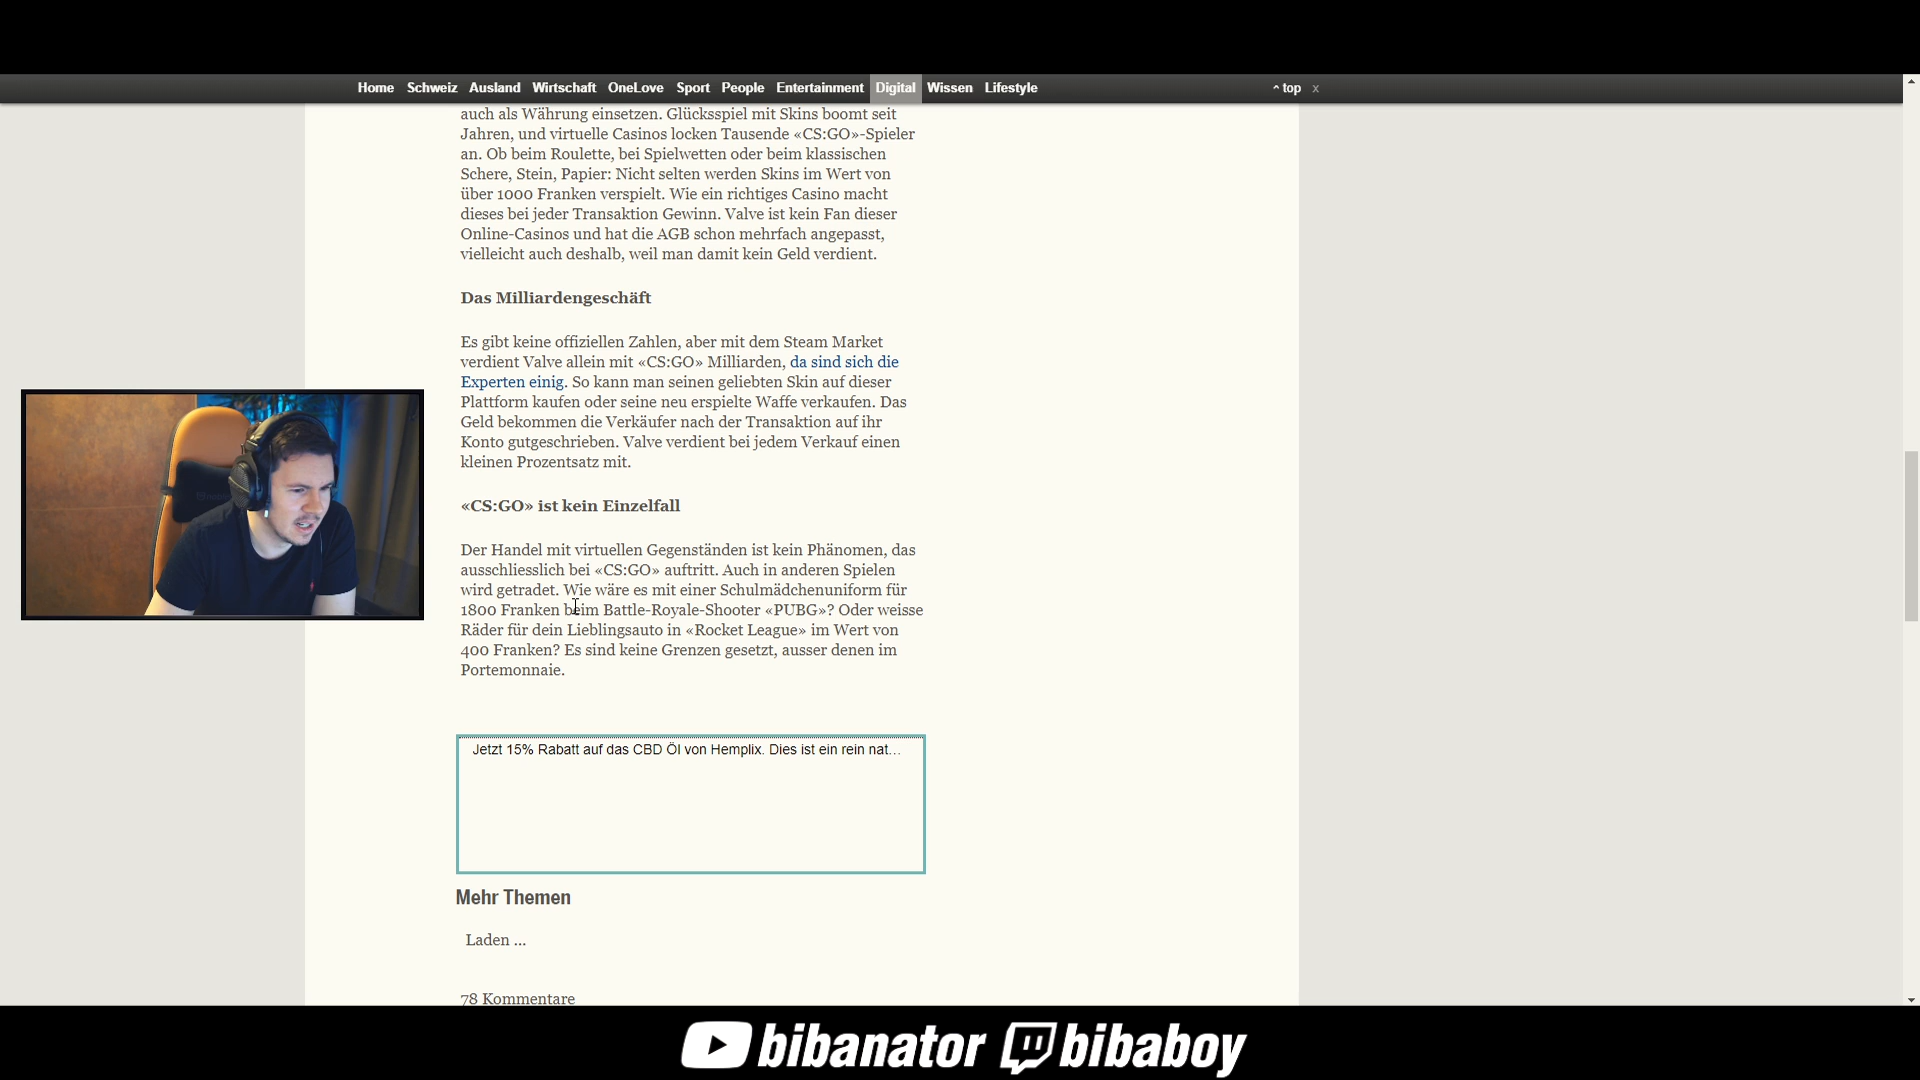 Home Schweiz Ausland Wirtschaft OneLove Sport People Entertainment Digital Wissen Lifestyle ^ top x
auch als Währung einsetzen. Glücksspiel mit Skins boomt seit
Jahren, und virtuelle Casinos locken Tausende «CS:GO»-Spieler
an. Ob beim Roulette, bei Spielwetten oder beim klassischen
Schere, Stein, Papier: Nicht selten werden Skins im Wert von
über 1000 Franken verspielt. Wie ein richtiges Casino macht
dieses bei jeder Transaktion Gewinn. Valve ist kein Fan dieser
Online-Casinos und hat die AGB schon mehrfach angepasst,
vielleicht auch deshalb, weil man damit kein Geld verdient.
Das Milliardengeschäft
Es gibt keine offiziellen Zahlen, aber mit dem Steam Market
verdient Valve allein mit «CS:GO» Milliarden, da sind sich die
Experten einig. So kann man seinen geliebten Skin auf dieser
Plattform kaufen oder seine neu erspielte Waffe verkaufen. Das
Geld bekommen die Verkäufer nach der Transaktion auf ihr
Konto gutgeschrieben. Valve verdient bei jedem Verkauf einen
kleinen Prozentsatz mit.
«CS:GO» ist kein Einzelfall
Der Handel mit virtuellen Gegenständen ist kein Phänomen, das
ausschliesslich bei «CS:GO» auftritt. Auch in anderen Spielen
wird getradet. Wie wäre es mit einer Schulmädchenuniform für
1800 Franken beim Battle-Royale-Shooter «PUBG»? Oder weisse
Räder für dein Lieblingsauto in «Rocket League» im Wert von
400 Franken? Es sind keine Grenzen gesetzt, ausser denen im
Portemonnaie.
Jetzt 15% Rabatt auf das CBD Öl von Hemplix. Dies ist ein rein nat...
Mehr Themen
Laden ...
78 Kommentare
bibanator bibaboy